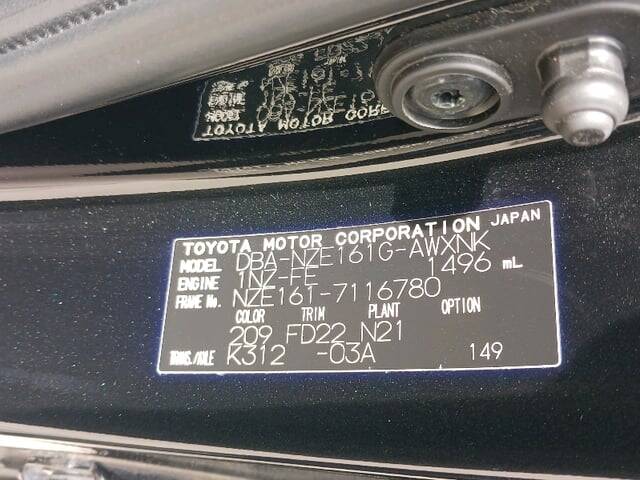 TOYOTA MOTOR CORPORATION JAPAN
MODEL DBA-NZE161G-AWXNK
ENGINE 1NZ-FE 1496 mL
FRAME No. NZE161-7116780
COLOR TRIM PLANT OPTION
209 FD22 N21
TRANS./AXLE K312 -03A 149